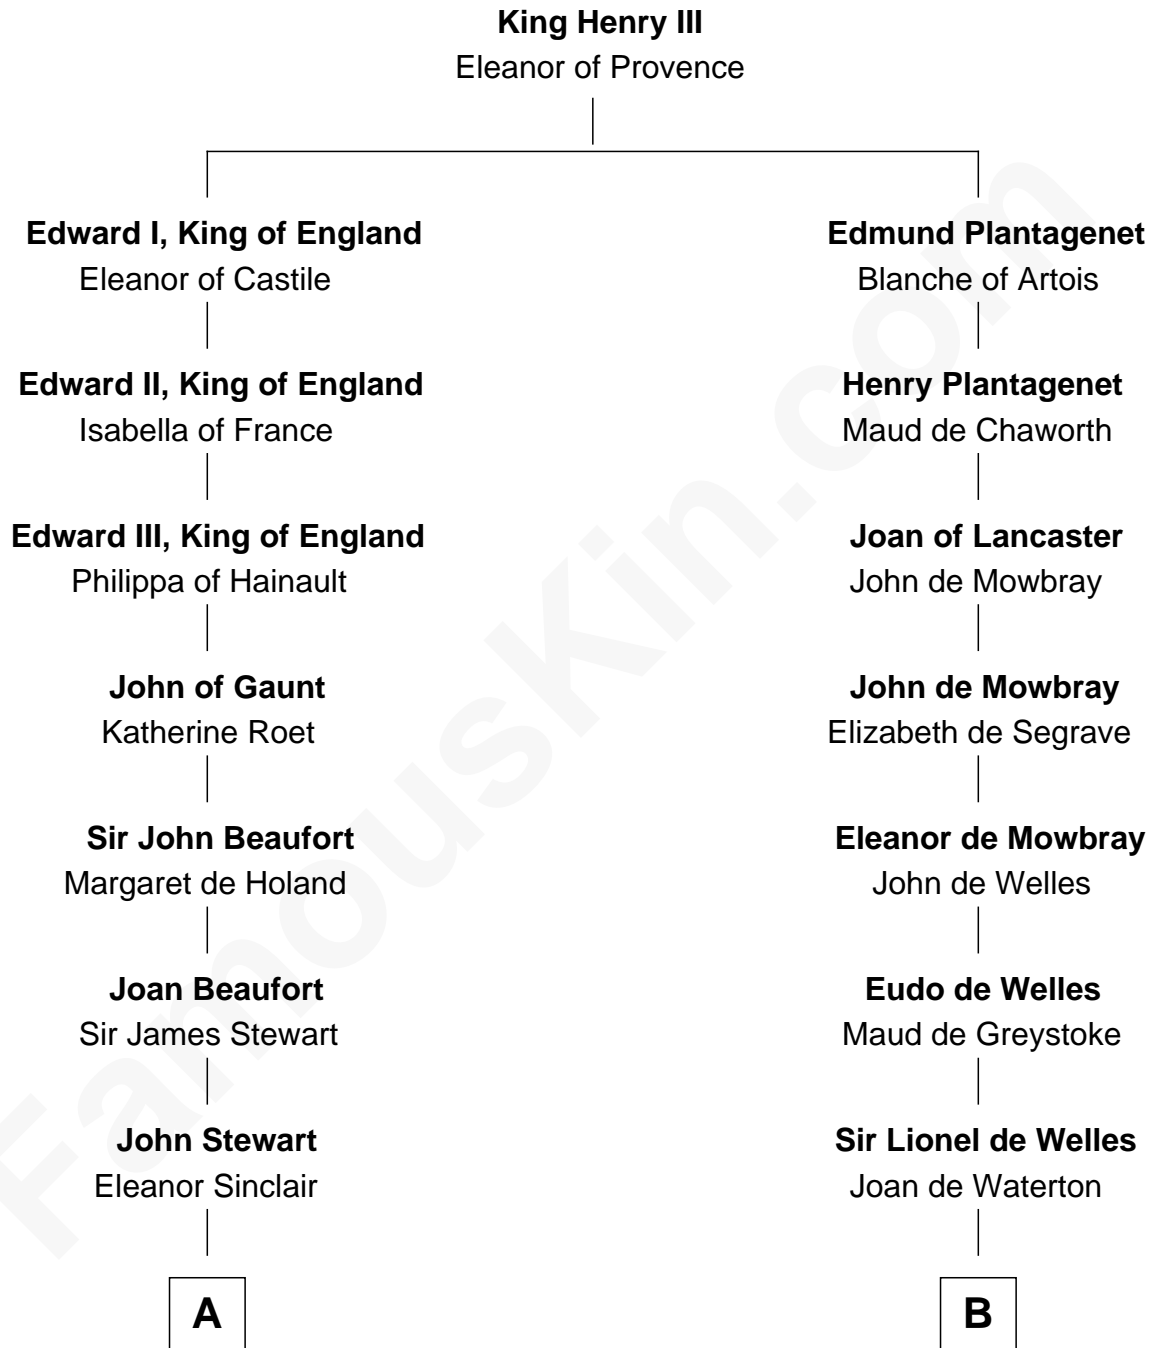 King Henry III
Eleanor of Provence
Edward I, King of England
Eleanor of Castile
Edward II, King of England
Isabella of France
Edward III, King of England
Philippa of Hainault
John of Gaunt
Katherine Roet
Sir John Beaufort
Margaret de Holand
Joan Beaufort
Sir James Stewart
John Stewart
Eleanor Sinclair
A
Edmund Plantagenet
Blanche of Artois
Henry Plantagenet
Maud de Chaworth
Joan of Lancaster
John de Mowbray
John de Mowbray
Elizabeth de Segrave
Eleanor de Mowbray
John de Welles
Eudo de Welles
Maud de Greystoke
Sir Lionel de Welles
Joan de Waterton
B
FamousKin.com